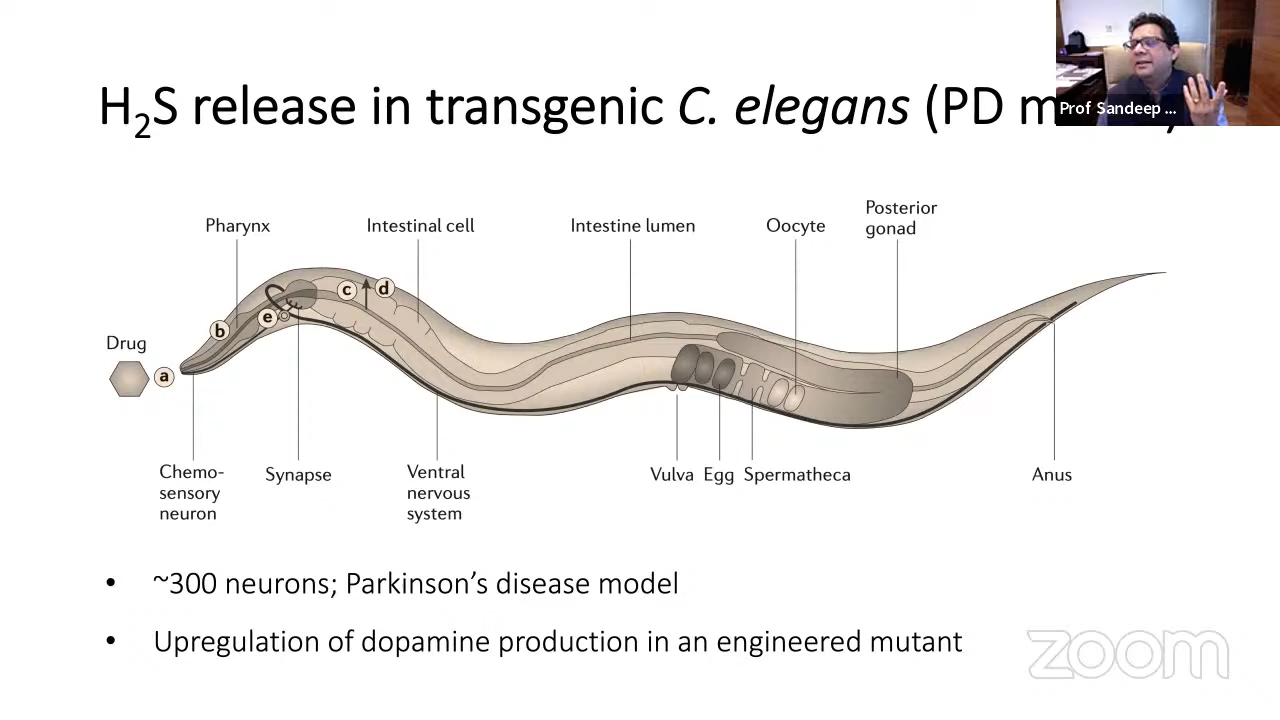 H₂S release in transgenic C. elegans (PD
Prof Sandeep ...
Pharynx
Intestinal cell
Intestine lumen
Oocyte
Posterior
gonad
c
d
b
e
Drug
a
Chemo-
sensory
neuron
Synapse
Ventral
nervous
system
Vulva
Egg
Spermatheca
Anus
• ~300 neurons; Parkinson’s disease model
• Upregulation of dopamine production in an engineered mutant
zoom